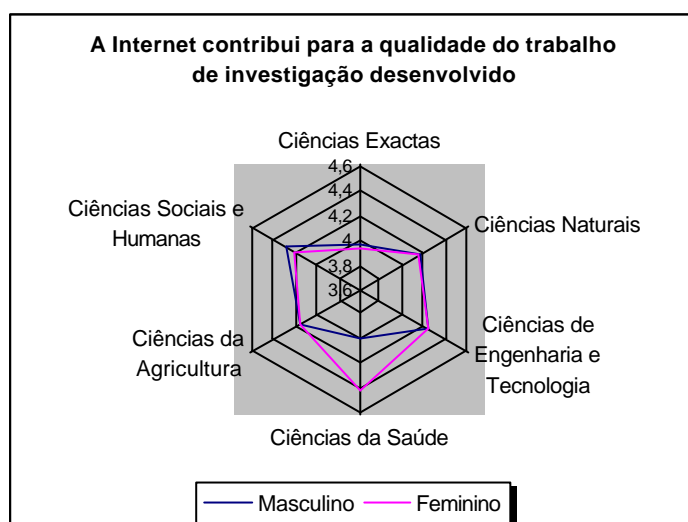 A Internet contribui para a qualidade do trabalho
de investigação desenvolvido
Ciências Exactas
4,6
4,4
4,2
4
3,8
3,6
Ciências Naturais
Ciências de
Engenharia e
Tecnologia
Ciências da Saúde
Ciências da
Agricultura
Ciências Sociais e
Humanas
Masculino
Feminino